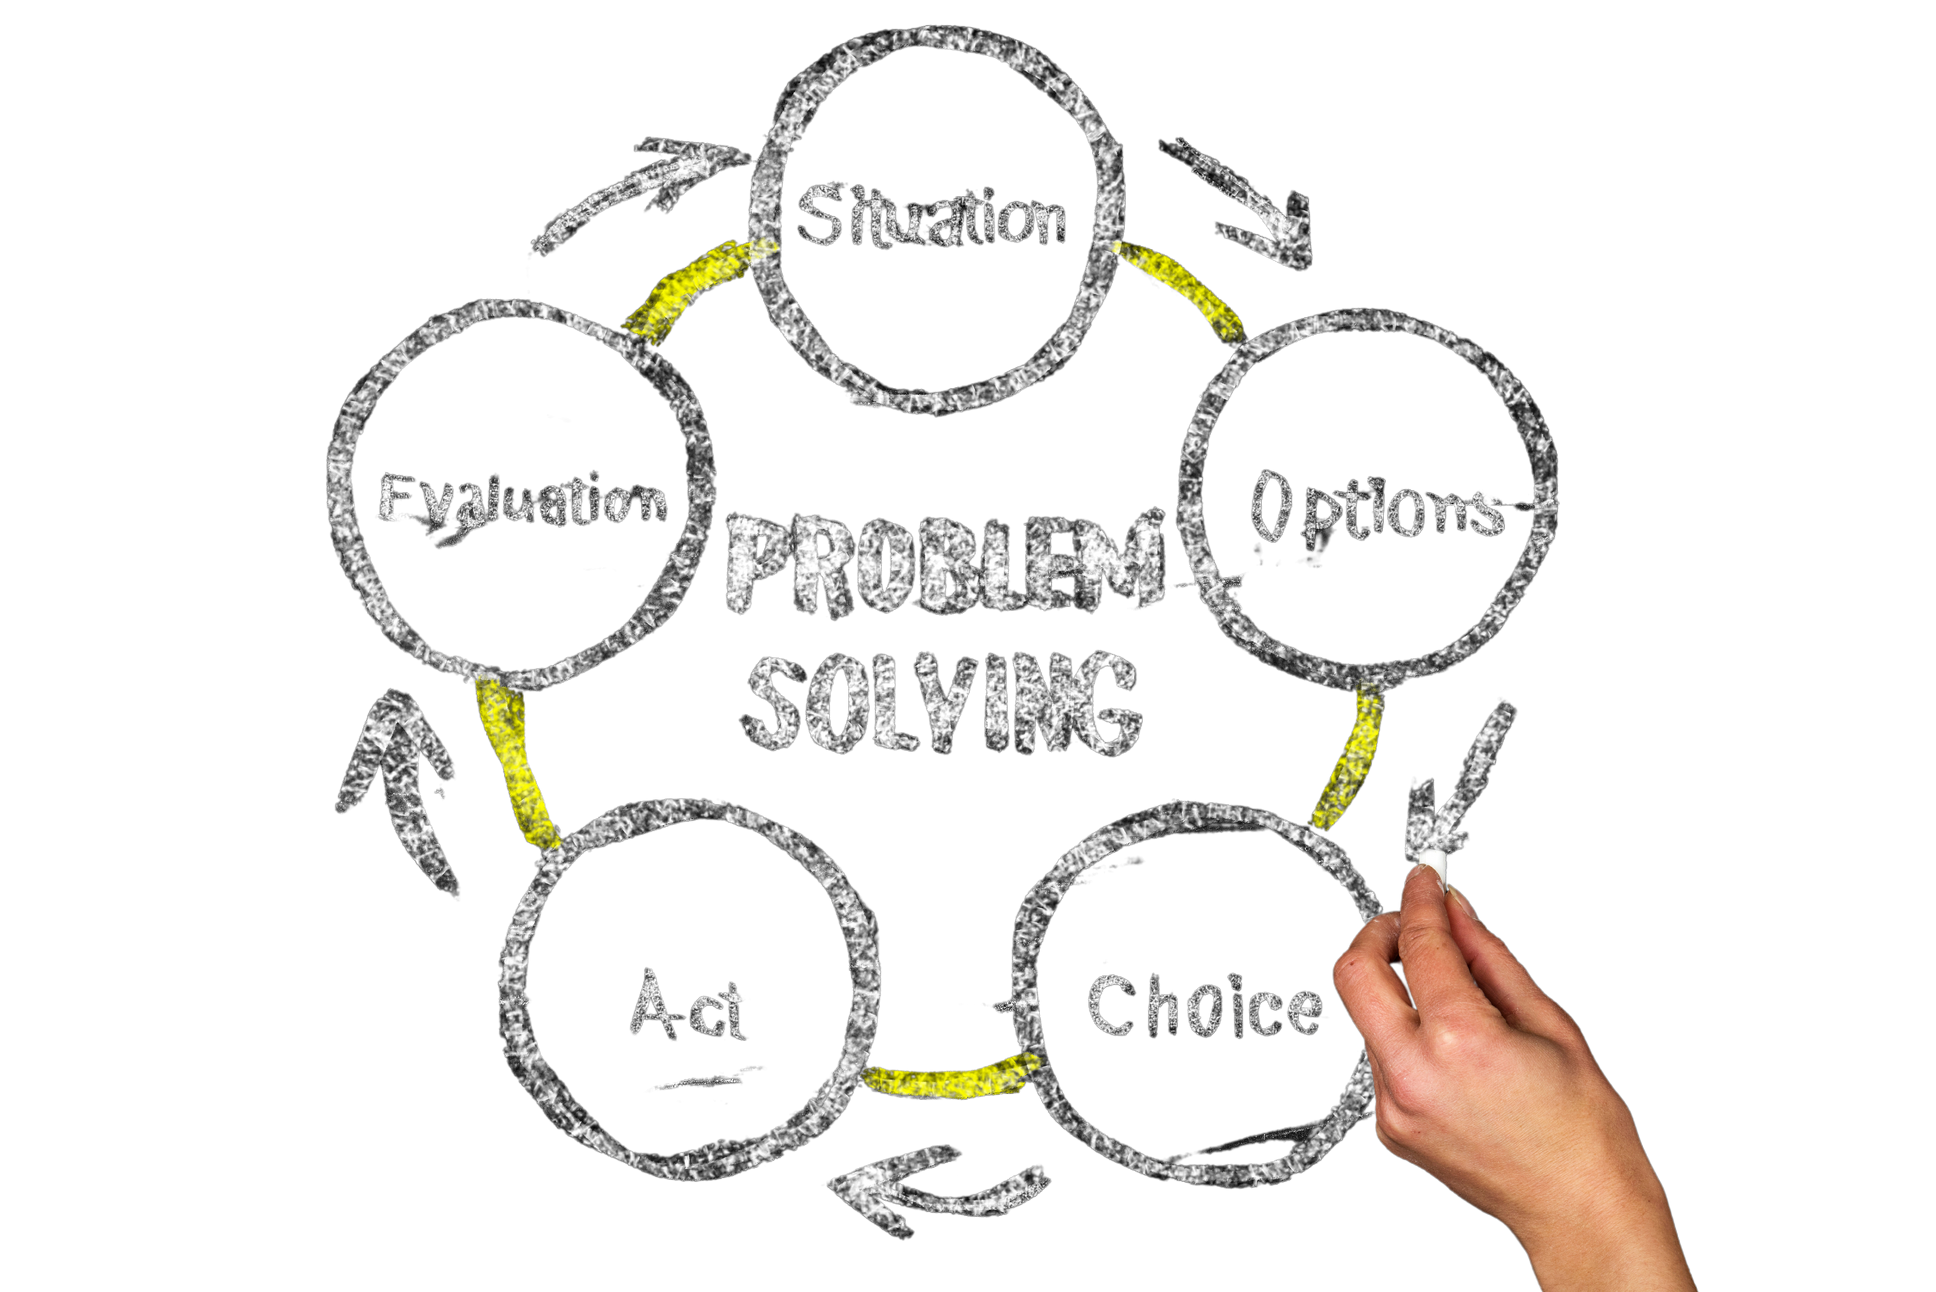 Situation
Evaluation
Options
PROBLEM
SOLVING
Act
Choice